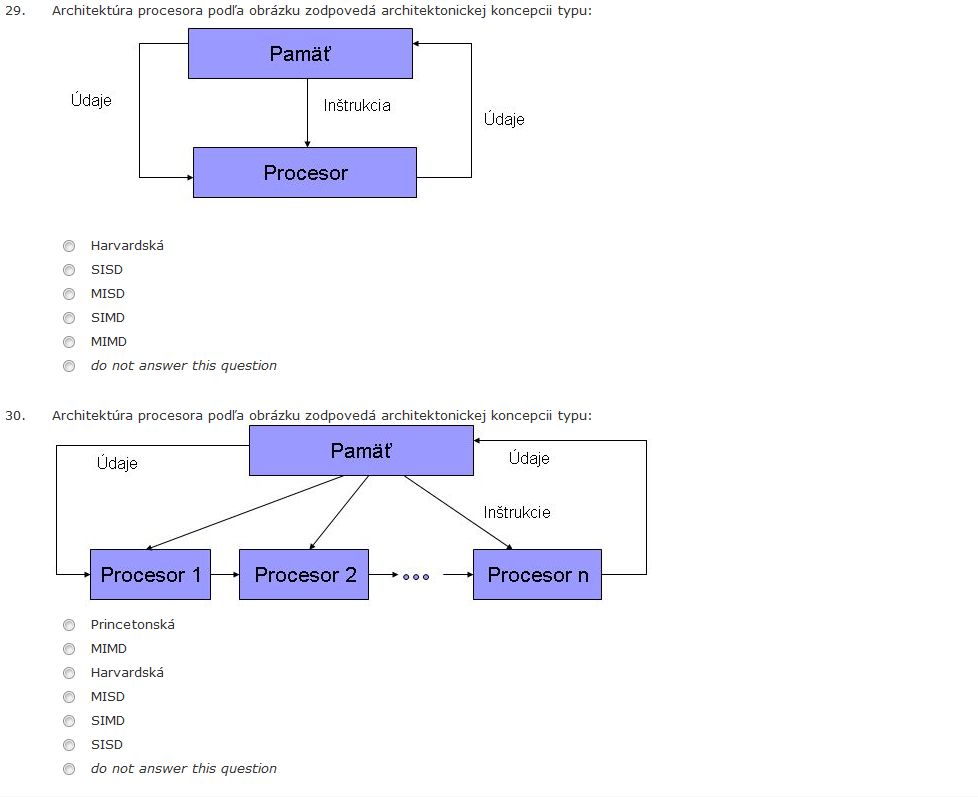 29. Architektúra procesora podľa obrázku zodpovedá architektonickej koncepcii typu:
Pamäť
Údaje
Inštrukcia
Údaje
Procesor
Harvardská
SISD
MISD
SIMD
MIMD
do not answer this question
30. Architektúra procesora podľa obrázku zodpovedá architektonickej koncepcii typu:
Pamäť
Údaje
Údaje
Inštrukcie
Procesor 1 Procesor 2 Procesor n
Princetonská
MIMD
Harvardská
MISD
SIMD
SISD
do not answer this question